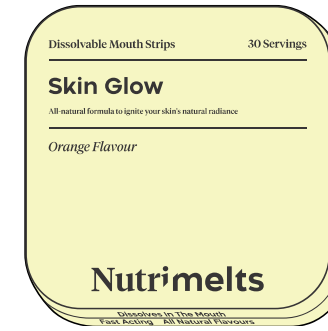 Dissolvable Mouth Strips 30 Servings
Skin Glow
All-natural formula to ignite your skin's natural radiance
Orange Flavour
Nutrimelts
Dissolves In The Mouth
Fast Acting All Natural Flavours